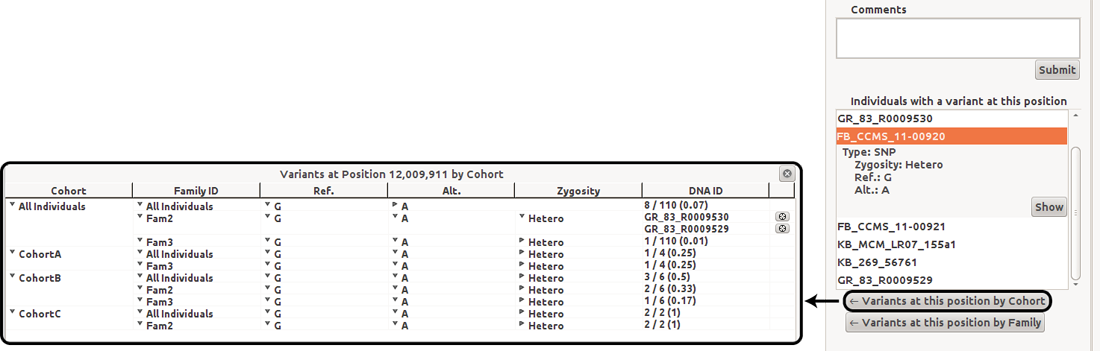 Comments
Submit
Individuals with a variant at this position
GR_83_R0009530
FB_CCMS_11-00920
Type: SNP
Zygosity: Hetero
Ref.: G
Alt.: A
Show
FB_CCMS_11-00921
KB_MCM_LR07_155a1
KB_269_56761
GR_83_R0009529
← Variants at this position by Cohort
← Variants at this position by Family
Variants at Position 12,009,911 by Cohort
Cohort Family ID Ref. Alt. Zygosity DNA ID
All Individuals All Individuals G A 8 / 110 (0.07)
Fam2 G A Hetero GR_83_R0009530
GR_83_R0009529
Fam3 G A Hetero 1 / 110 (0.01)
CohortA All Individuals G A Hetero 1 / 4 (0.25)
Fam3 G A Hetero 1 / 4 (0.25)
CohortB All Individuals G A Hetero 3 / 6 (0.5)
Fam2 G A Hetero 2 / 6 (0.33)
Fam3 G A Hetero 1 / 6 (0.17)
CohortC All Individuals G A Hetero 2 / 2 (1)
Fam2 G A Hetero 2 / 2 (1)